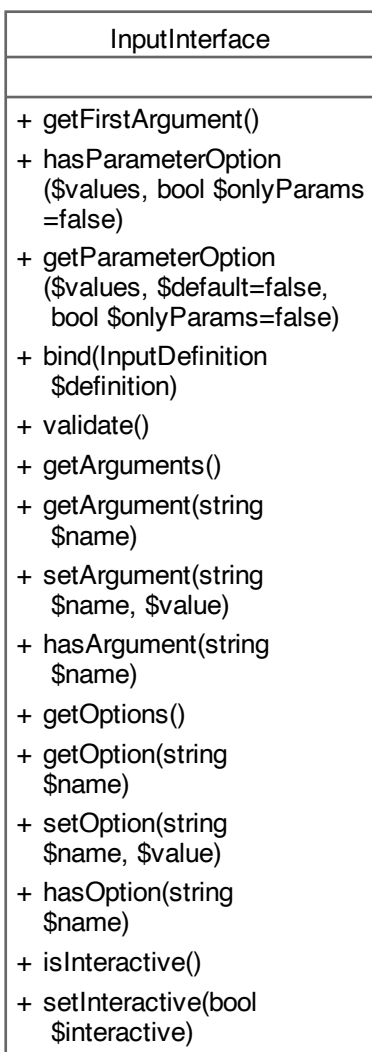 InputInterface
+ getFirstArgument()
+ hasParameterOption
($values, bool $onlyParams
=false)
+ getParameterOption
($values, $default=false,
bool $onlyParams=false)
+ bind(InputDefinition
$definition)
+ validate()
+ getArguments()
+ getArgument(string
$name)
+ setArgument(string
$name, $value)
+ hasArgument(string
$name)
+ getOptions()
+ getOption(string
$name)
+ setOption(string
$name, $value)
+ hasOption(string
$name)
+ isInteractive()
+ setInteractive(bool
$interactive)